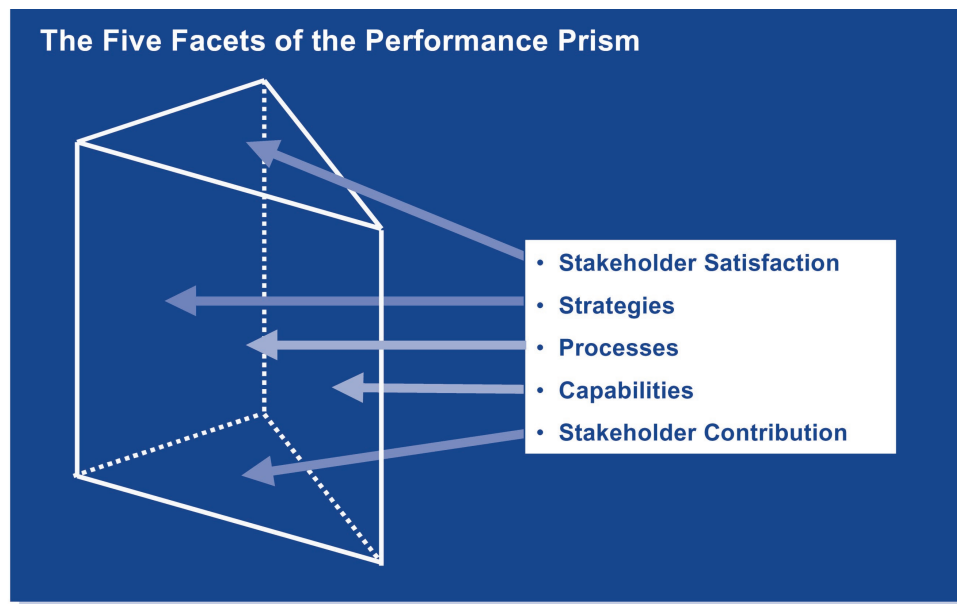 The Five Facets of the Performance Prism
• Stakeholder Satisfaction
• Strategies
• Processes
• Capabilities
• Stakeholder Contribution